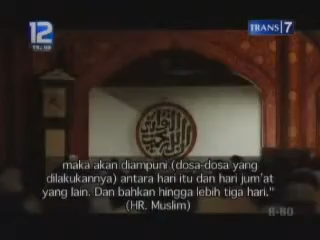 12
TRANS|7
maka akan diampuni (dosa-dosa yang
dilakukannya) antara hari itu dan hari jum'at
yang lain. Dan bahkan hingga lebih tiga hari."
(HR. Muslim)
R-BO